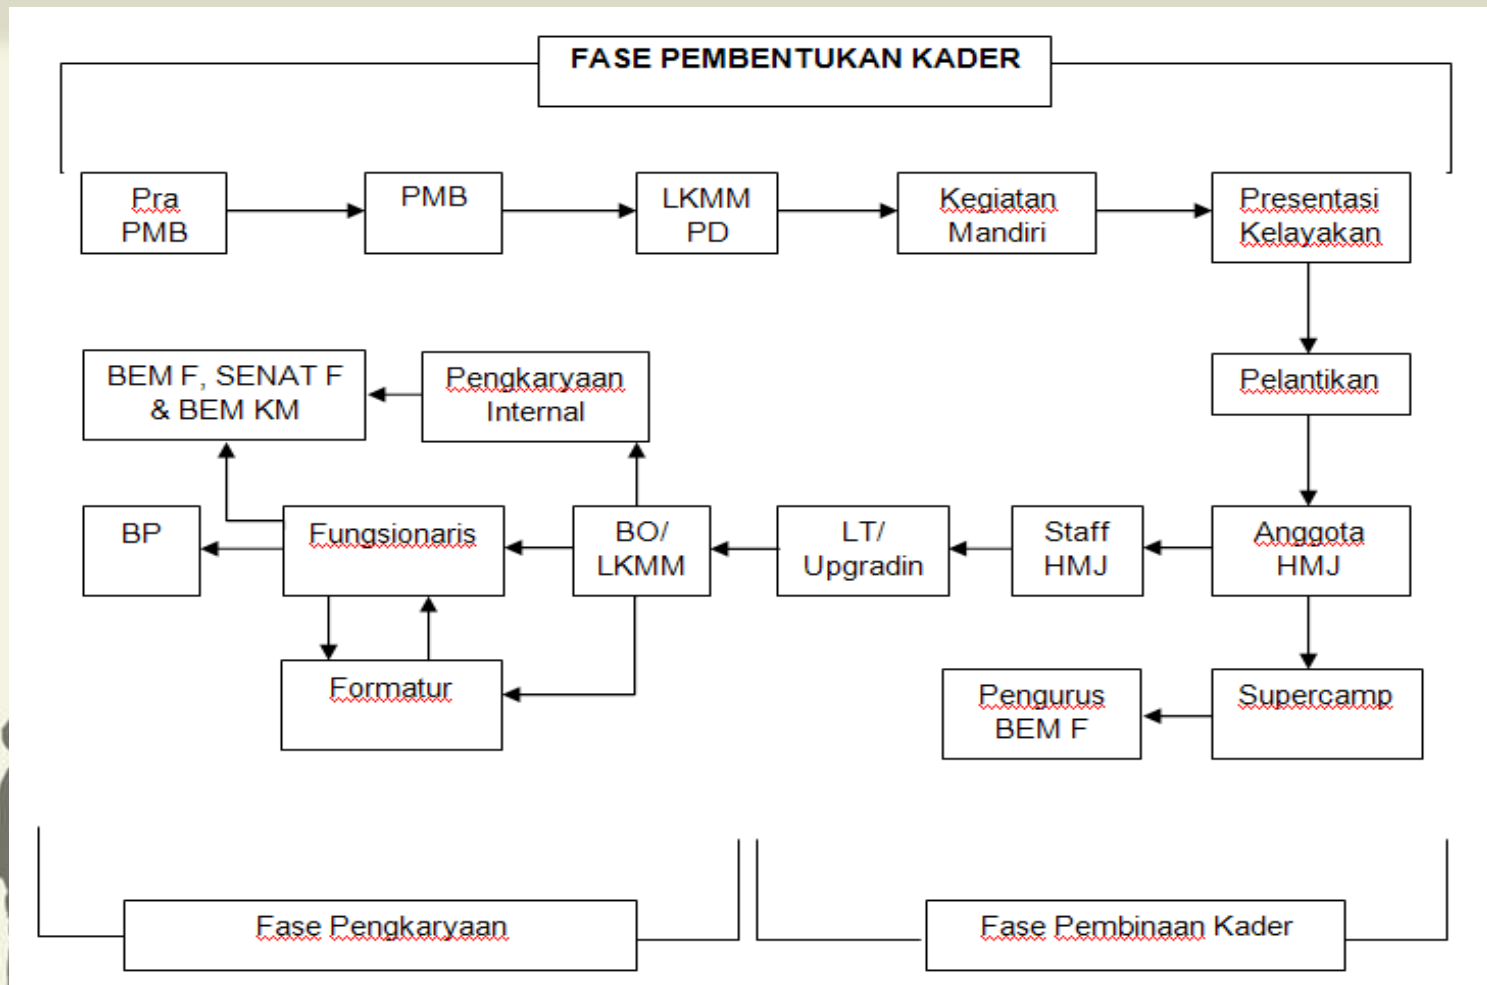 FASE PEMBENTUKAN KADER
Pra
PMB
PMB
LKMM
PD
Kegiatan
Mandiri
Presentasi
Kelayakan
BEM F, SENAT F
& BEM KM
Pengkaryaan
Internal
Pelantikan
BP
Fungsionaris
BO/
LKMM
LT/
Upgradin
Staff
HMJ
Anggota
HMJ
Formatur
Pengurus
BEM F
Supercamp
Fase Pengkaryaan
Fase Pembinaan Kader